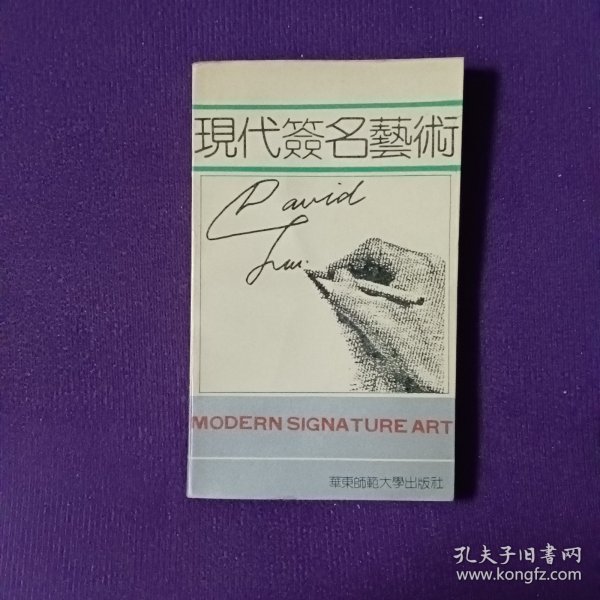 現代簽名藝術
David
MODERN SIGNATURE ART
華東師範大學出版社
孔夫子旧书网
www.kongfz.com